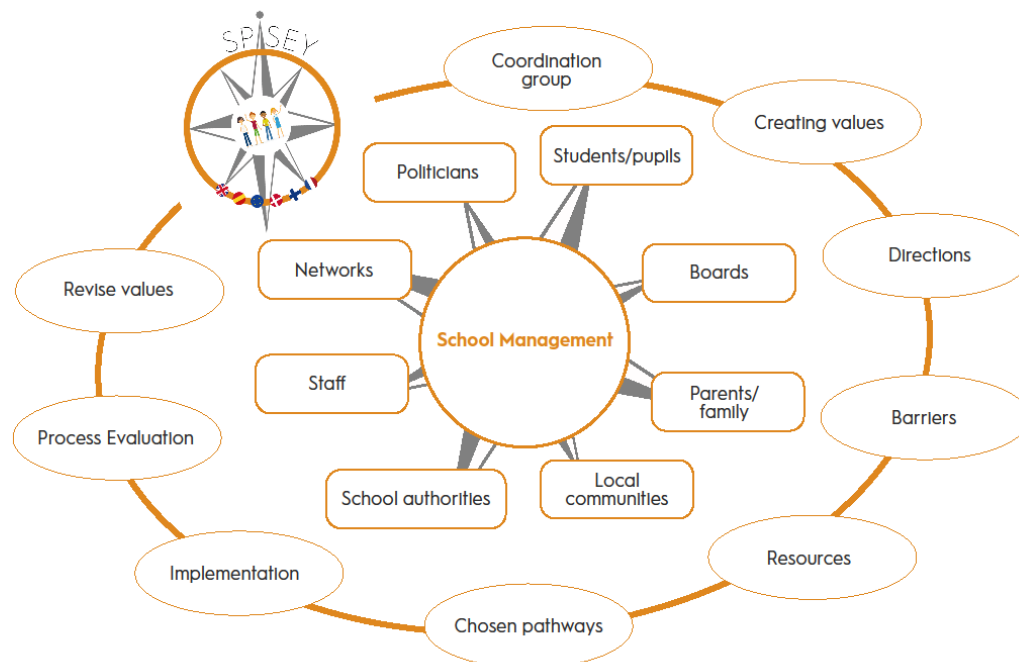 SPISEY
Coordination
group
Creating values
Students/pupils
Politicians
Directions
Networks
Boards
Revise values
School Management
Staff
Parents/
family
Barriers
Process Evaluation
School authorities
Local
communities
Resources
Implementation
Chosen pathways